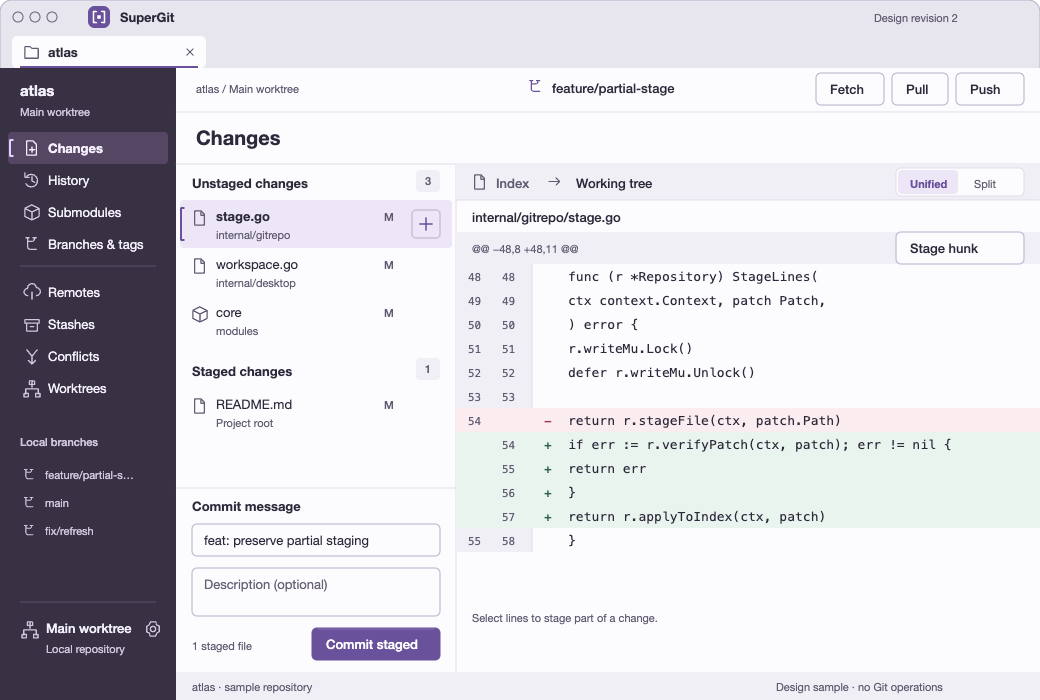 SuperGit
Design revision 2
atlas
atlas
Main worktree
Changes
History
Submodules
Branches & tags
Remotes
Stashes
Conflicts
Worktrees
Local branches
feature/partial-s…
main
fix/refresh
Main worktree
Local repository
atlas / Main worktree
feature/partial-stage
Fetch
Pull
Push
Changes
Unstaged changes
3
stage.go
M
internal/gitrepo
workspace.go
M
internal/desktop
core
M
modules
Staged changes
1
README.md
M
Project root
Commit message
feat: preserve partial staging
Description (optional)
1 staged file
Commit staged
Index → Working tree
Unified
Split
internal/gitrepo/stage.go
@@ −48,8 +48,11 @@
Stage hunk
48 48 func (r *Repository) StageLines(
49 49 ctx context.Context, patch Patch,
50 50 ) error {
51 51 r.writeMu.Lock()
52 52 defer r.writeMu.Unlock()
53 53
54 − return r.stageFile(ctx, patch.Path)
54 + if err := r.verifyPatch(ctx, patch); err != nil {
55 + return err
56 + }
57 + return r.applyToIndex(ctx, patch)
55 58 }
Select lines to stage part of a change.
atlas · sample repository
Design sample · no Git operations